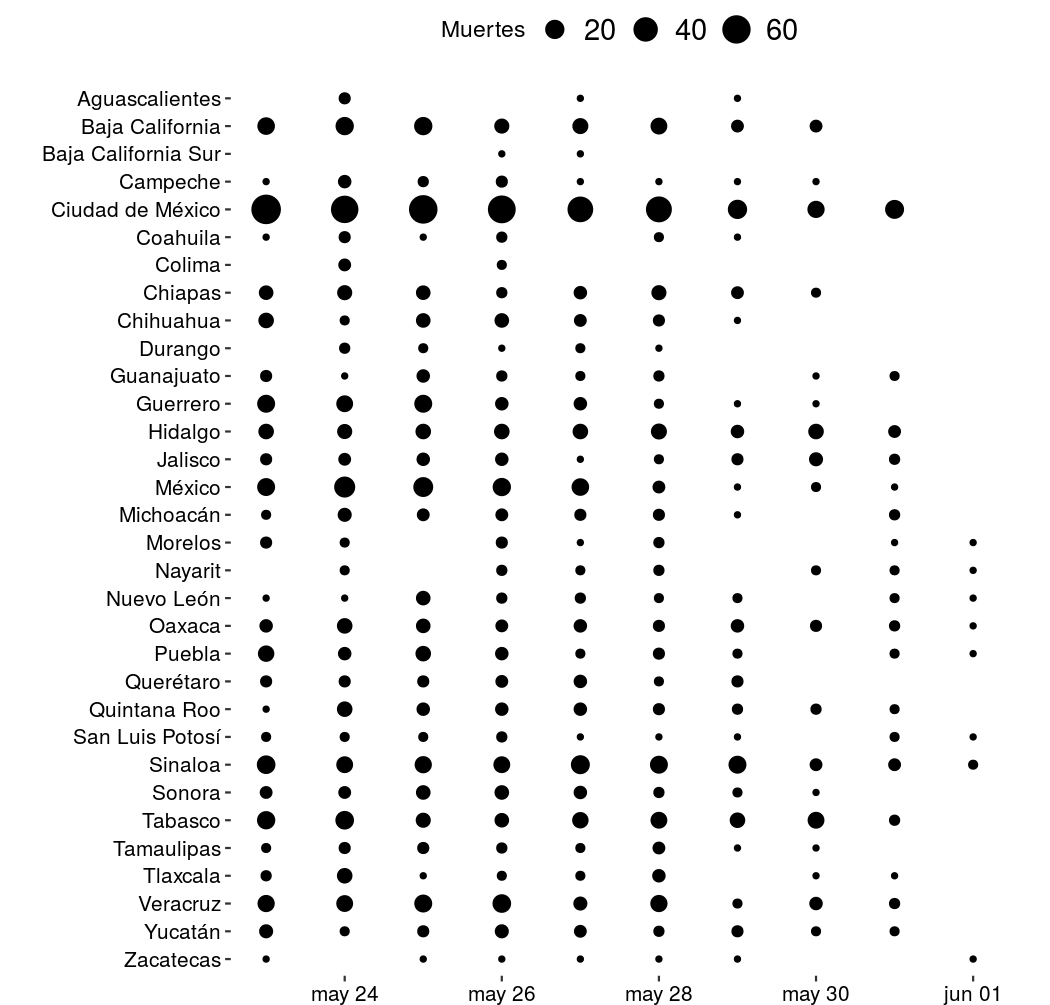 Muertes 20 40 60
Aguascalientes
Baja California
Baja California Sur
Campeche
Ciudad de México
Coahuila
Colima
Chiapas
Chihuahua
Durango
Guanajuato
Guerrero
Hidalgo
Jalisco
México
Michoacán
Morelos
Nayarit
Nuevo León
Oaxaca
Puebla
Querétaro
Quintana Roo
San Luis Potosí
Sinaloa
Sonora
Tabasco
Tamaulipas
Tlaxcala
Veracruz
Yucatán
Zacatecas
may 24 may 26 may 28 may 30 jun 01